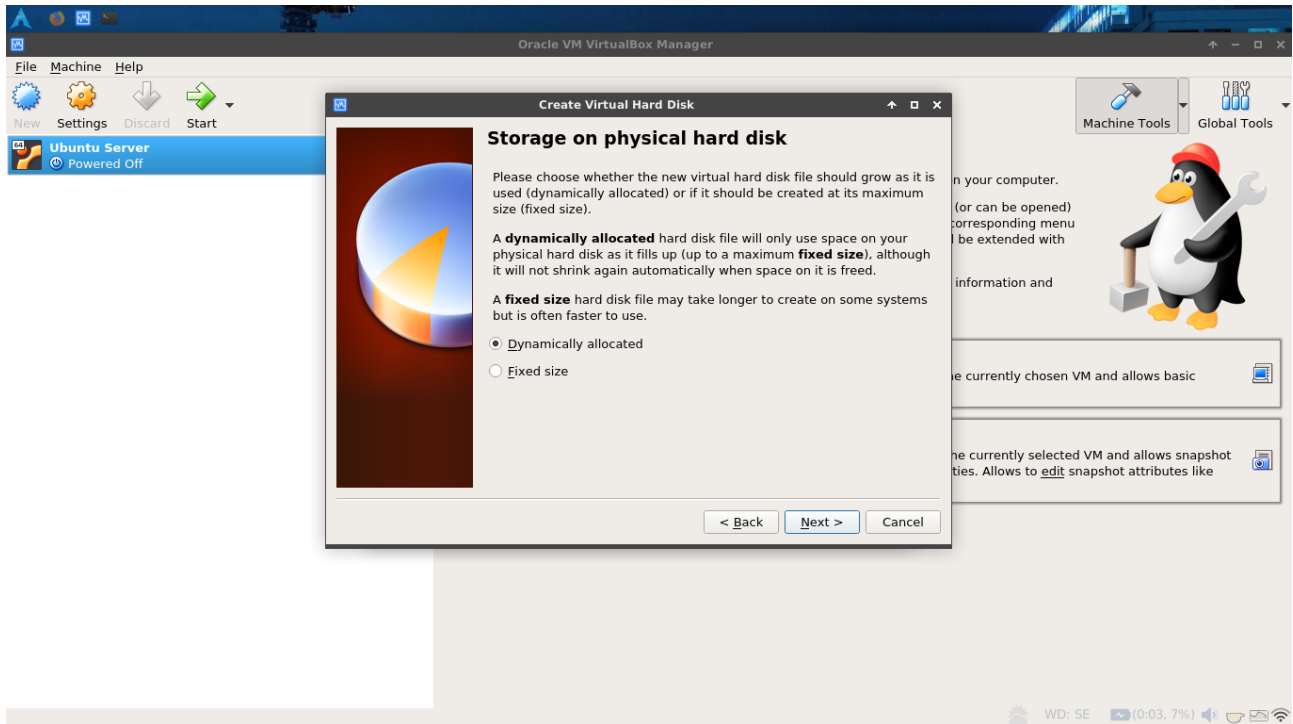 Oracle VM VirtualBox Manager
File Machine Help
New Settings Discard Start
Machine Tools Global Tools
64
Ubuntu Server
Powered Off
Create Virtual Hard Disk
Storage on physical hard disk
Please choose whether the new virtual hard disk file should grow as it is
used (dynamically allocated) or if it should be created at its maximum
size (fixed size).
A dynamically allocated hard disk file will only use space on your
physical hard disk as it fills up (up to a maximum fixed size), although
it will not shrink again automatically when space on it is freed.
A fixed size hard disk file may take longer to create on some systems
but is often faster to use.
Dynamically allocated
Fixed size
< Back Next > Cancel
n your computer.
(or can be opened)
corresponding menu
be extended with
information and
e currently chosen VM and allows basic
he currently selected VM and allows snapshot
ties. Allows to edit snapshot attributes like
WD: SE (0:03, 7%)